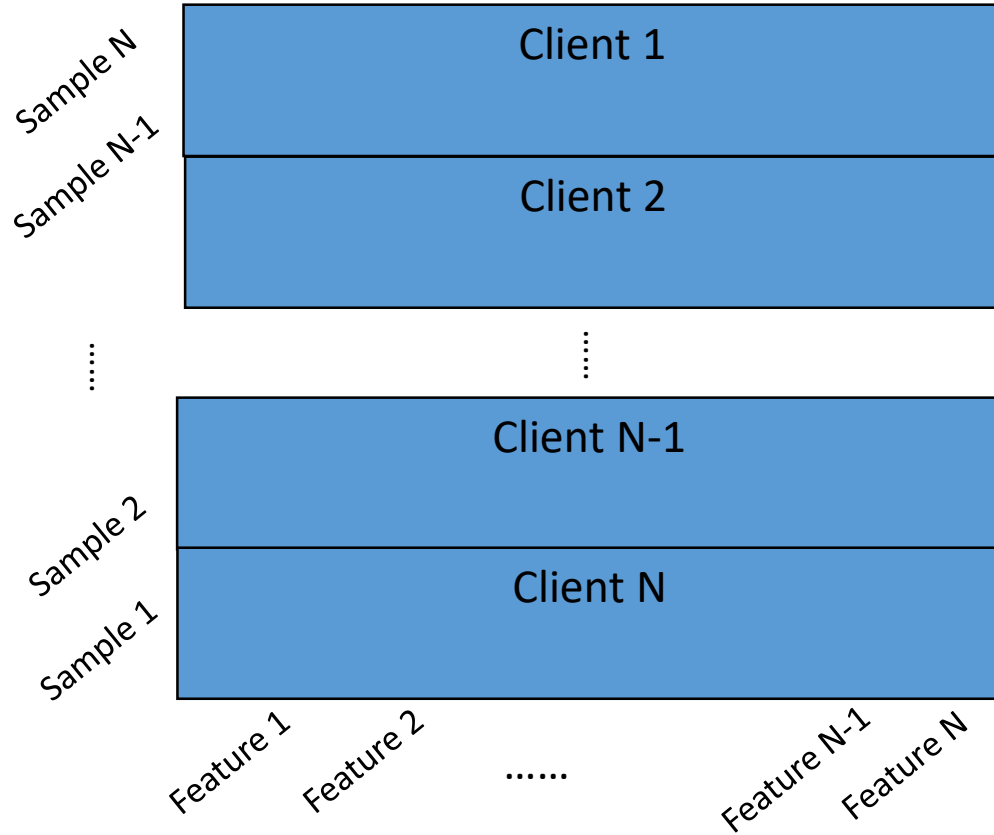 Sample N
Client 1
Sample N-1
Client 2
......
......
Client N-1
Sample 2
Client N
Sample 1
Feature 1
Feature 2
......
Feature N-1
Feature N